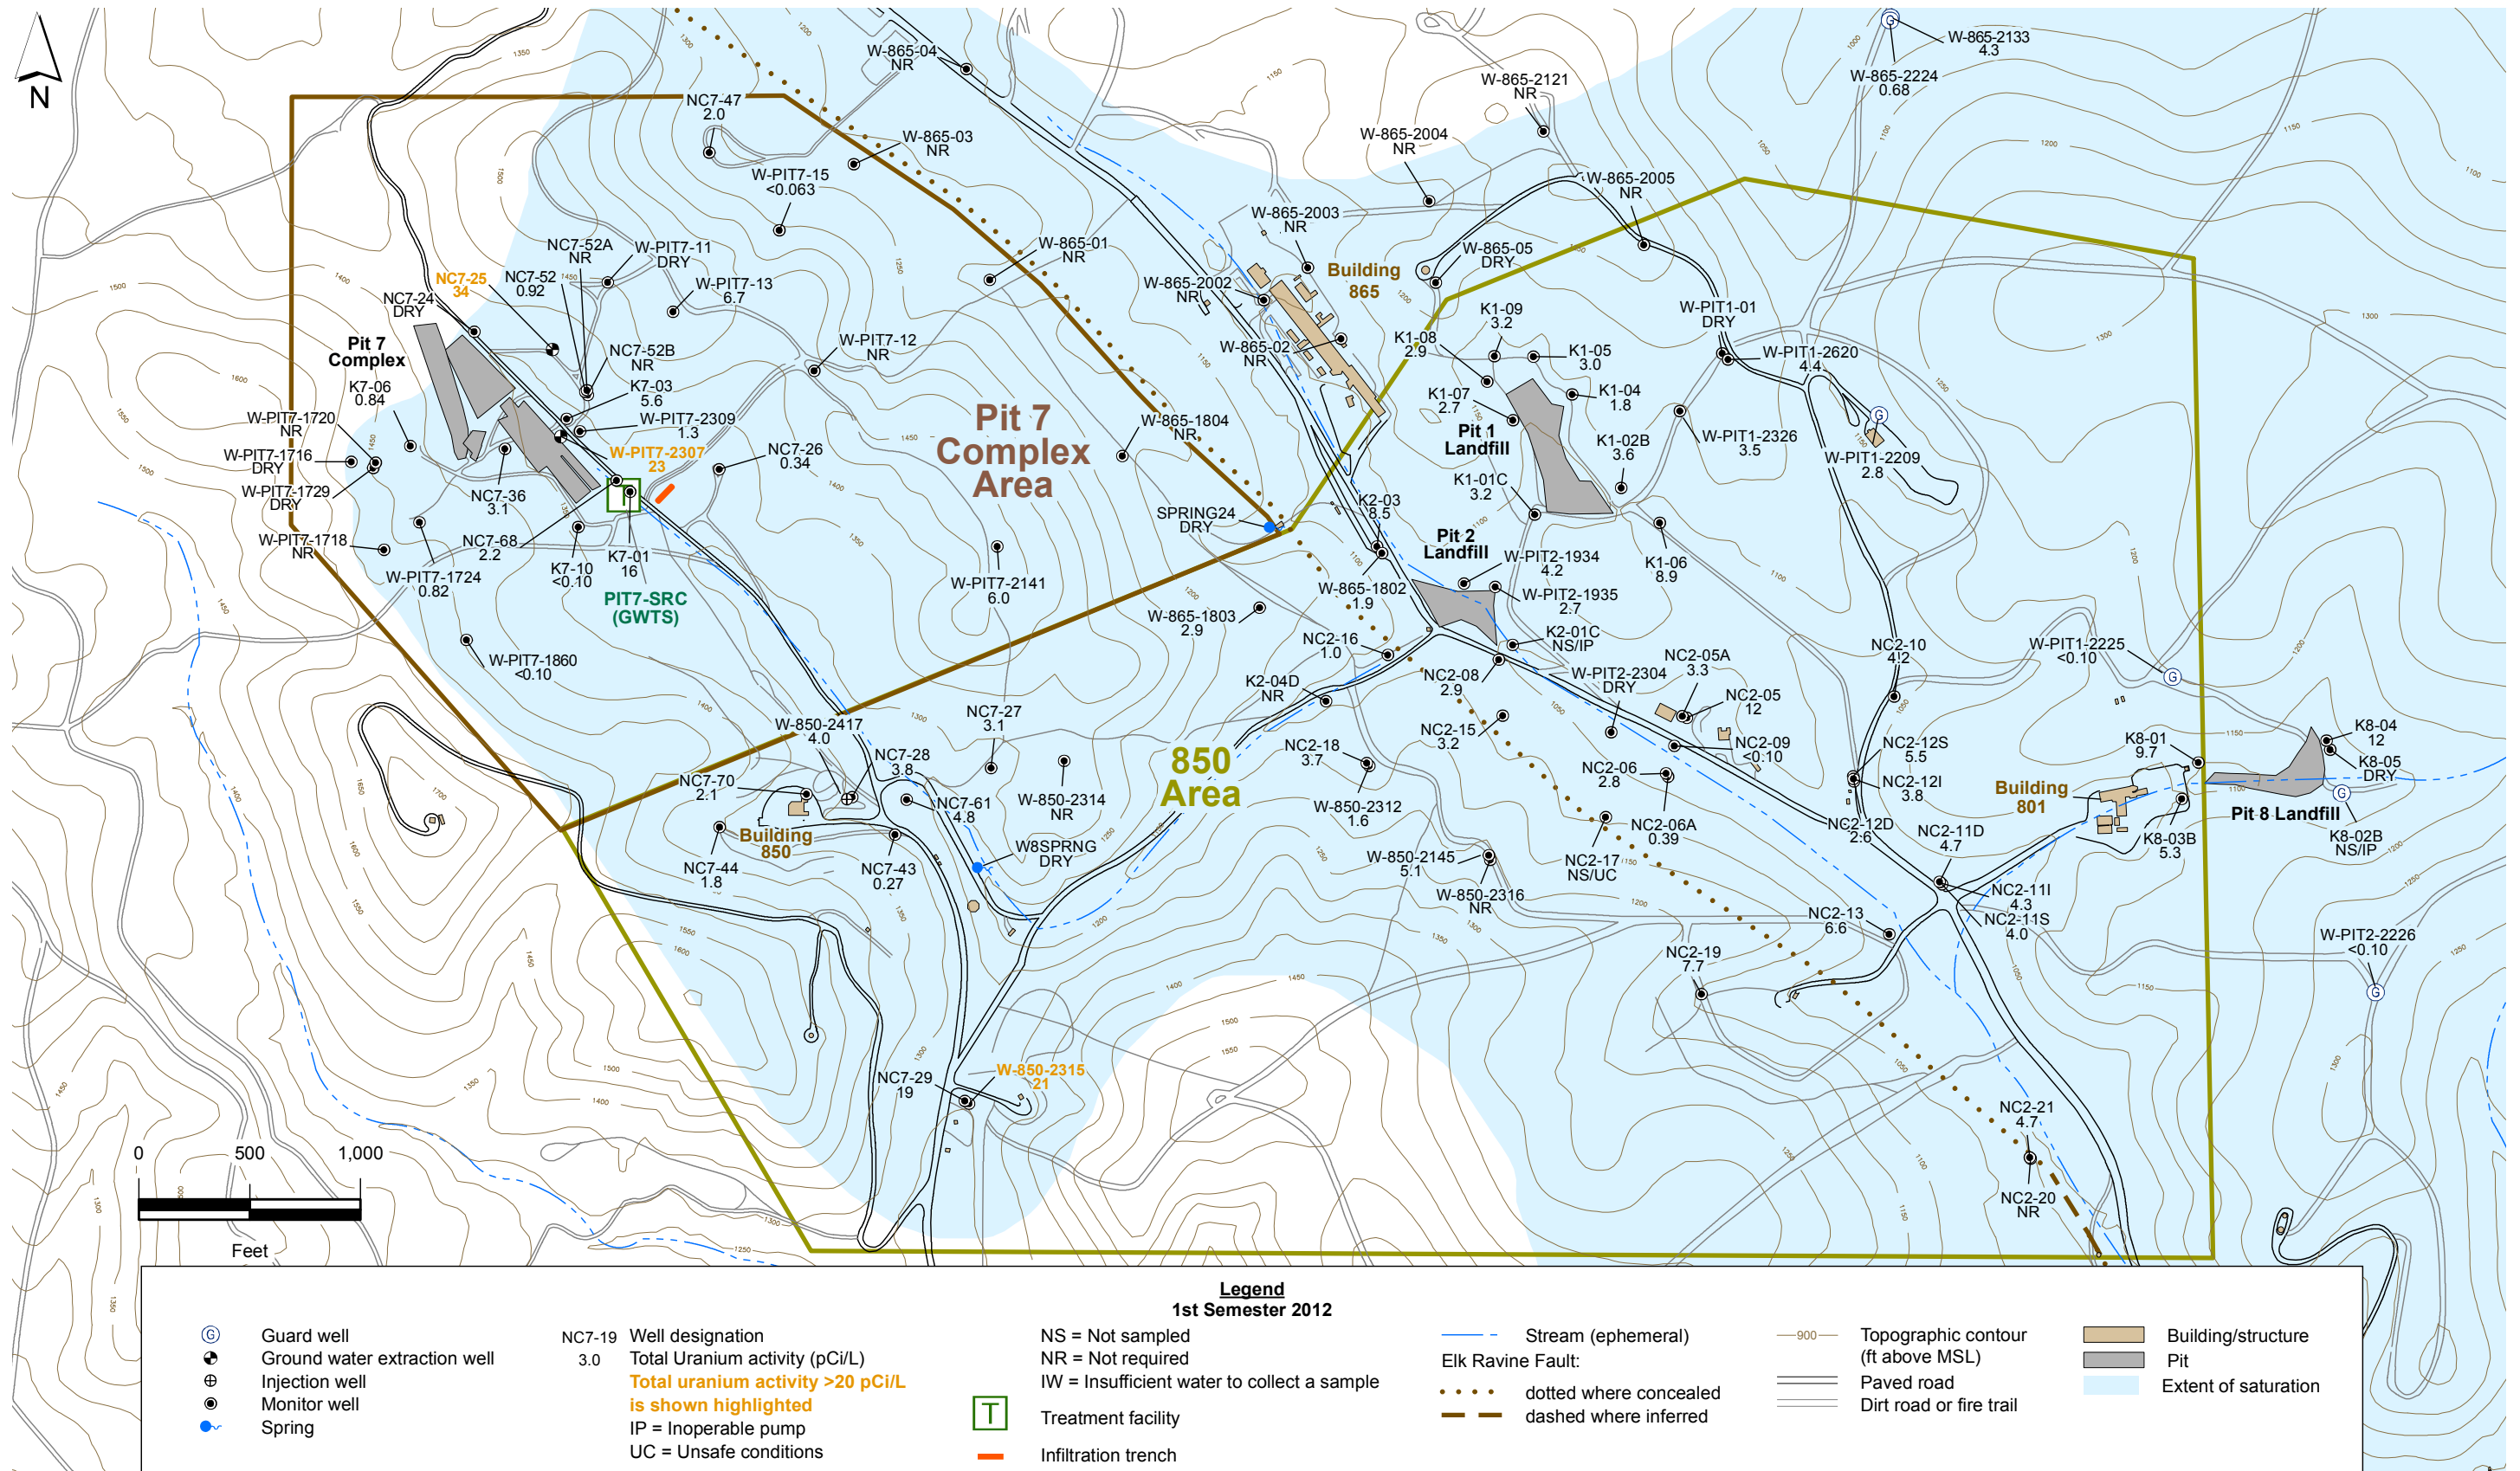 N
W-865-04
NR
NC7-47
2.0
W-865-03
NR
W-PIT7-15
<0.063
W-865-01
NR
W-865-2133
4.3
W-865-2224
0.68
W-865-2121
NR
W-865-2004
NR
W-865-2005
NR
W-865-2003
NR
W-865-05
DRY
Building
865
W-865-2002
NR
W-865-02
NR
NC7-52A
NR
W-PIT7-11
DRY
NC7-25
34
NC7-52
0.92
W-PIT7-13
6.7
NC7-24
DRY
Pit 7
Complex
NC7-52B
NR
W-PIT7-12
NR
K7-06
0.84
K7-03
5.6
W-PIT7-2309
1.3
W-PIT7-1720
NR
W-PIT7-1716
DRY
W-PIT7-1729
DRY
W-PIT7-2307
23
NC7-26
0.34
Pit 7
Complex
Area
W-865-1804
NR
NC7-36
3.1
W-PIT7-1718
NR
NC7-68
2.2
T
K7-10
<0.10
K7-01
16
W-PIT7-1724
0.82
PIT7-SRC
(GWTS)
W-PIT7-2141
6.0
SPRING24
DRY
W-PIT7-1860
<0.10
K1-09
3.2
K1-08
2.9
K1-05
3.0
K1-04
1.8
K1-07
2.7
Pit 1
Landfill
K1-02B
3.6
K1-01C
3.2
K1-06
8.9
W-PIT1-01
DRY
W-PIT1-2620
4.4
W-PIT1-2326
3.5
G
W-PIT1-2209
2.8
K2-03
8.5
Pit 2
Landfill
W-PIT2-1934
4.2
W-PIT2-1935
2.7
W-865-1802
1.9
W-865-1803
2.9
NC2-16
1.0
K2-01C
NS/IP
K2-04D
NR
NC2-08
2.9
W-PIT2-2304
DRY
NC2-05A
3.3
NC2-05
12
NC2-10
4.2
W-PIT1-2225
<0.10
G
NC2-15
3.2
NC2-09
<0.10
NC2-18
3.7
NC2-06
2.8
NC2-12S
5.5
NC2-12I
3.8
K8-01
9.7
K8-04
12
K8-05
DRY
Building
801
Pit 8 Landfill
K8-03B
5.3
K8-02B
NS/IP
G
W-850-2312
1.6
NC2-06A
0.39
NC2-12D
2.6
NC2-11D
4.7
NC2-17
NS/UC
W-850-2145
5.1
W-850-2316
NR
NC2-11I
4.3
NC2-11S
4.0
NC2-13
6.6
NC2-19
7.7
W-PIT2-2226
<0.10
G
850
Area
W-850-2417
4.0
NC7-28
3.8
NC7-27
3.1
NC7-70
2.1
NC7-61
4.8
W-850-2314
NR
Building
850
NC7-44
1.8
NC7-43
0.27
W8SPRNG
DRY
NC7-29
19
W-850-2315
21
NC2-21
4.7
NC2-20
NR
0 500 1,000
Feet
Legend
1st Semester 2012
G Guard well
Ground water extraction well
Injection well
Monitor well
Spring
NC7-19 Well designation
3.0 Total Uranium activity (pCi/L)
Total uranium activity >20 pCi/L
is shown highlighted
IP = Inoperable pump
UC = Unsafe conditions
NS = Not sampled
NR = Not required
IW = Insufficient water to collect a sample
T Treatment facility
Infiltration trench
Stream (ephemeral)
Elk Ravine Fault:
dotted where concealed
dashed where inferred
900 Topographic contour
(ft above MSL)
Paved road
Dirt road or fire trail
Building/structure
Pit
Extent of saturation